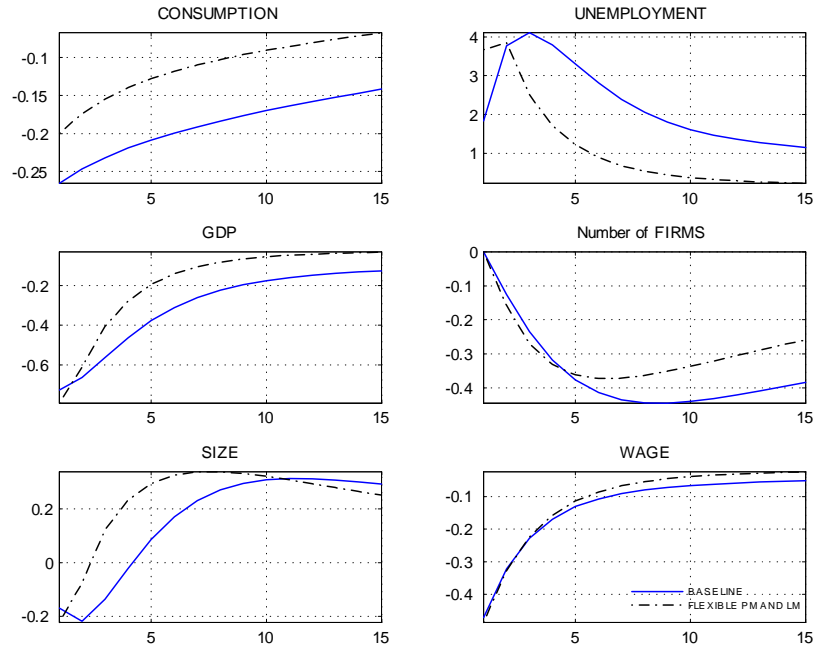 CONSUMPTION
-0.1
-0.15
-0.2
-0.25
5 10 15
UNEMPLOYMENT
4
3
2
1
5 10 15
GDP
-0.2
-0.4
-0.6
5 10 15
Number of FIRMS
0
-0.1
-0.2
-0.3
-0.4
5 10 15
SIZE
0.2
0
-0.2
5 10 15
WAGE
-0.1
-0.2
-0.3
-0.4
BASELINE
FLEXIBLE PM AND LM
5 10 15